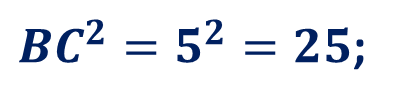 BC² = 5² = 25;